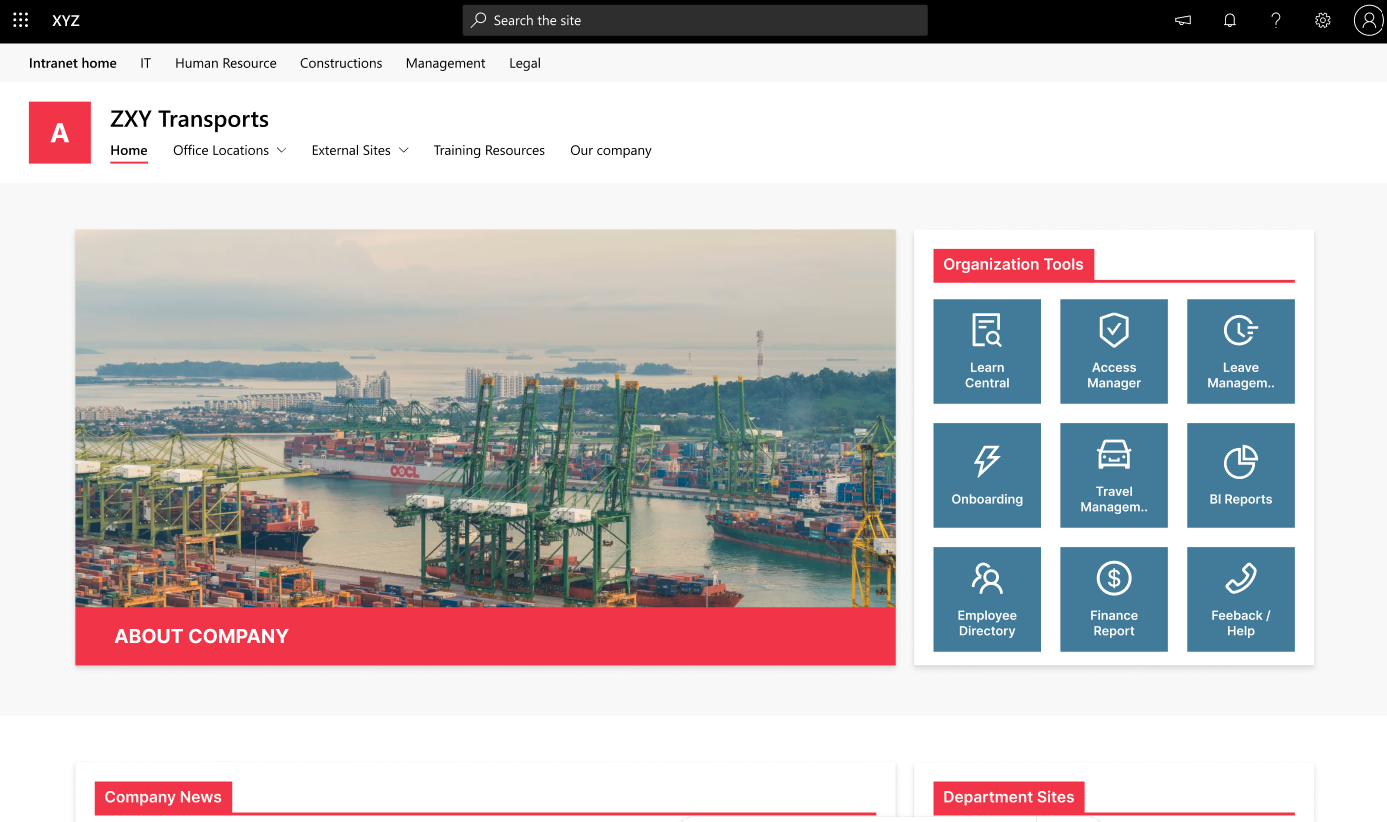 XYZ
Search the site
Intranet home
IT
Human Resource
Constructions
Management
Legal
A
ZXY Transports
Home
Office Locations
External Sites
Training Resources
Our company
OOCL
ABOUT COMPANY
Organization Tools
Learn
Central
Access
Manager
Leave
Managem..
Onboarding
Travel
Managem..
BI Reports
Employee
Directory
Finance
Report
Feeback /
Help
Company News
Department Sites